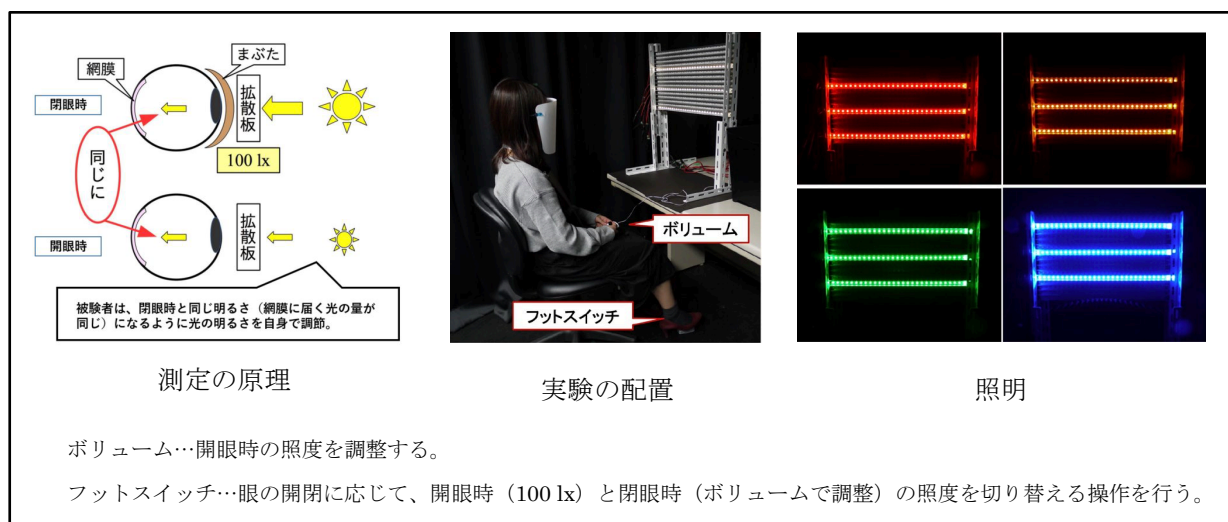 網膜
まぶた
閉眼時
拡散板
100 lx
同じに
開眼時
拡散板
被験者は、閉眼時と同じ明るさ（網膜に届く光の量が
同じ）になるように光の明るさを自身で調節。
測定の原理
ボリューム
フットスイッチ
実験の配置
照明
ボリューム…開眼時の照度を調整する。
フットスイッチ…眼の開閉に応じて、開眼時（100 lx）と閉眼時（ボリュームで調整）の照度を切り替える操作を行う。